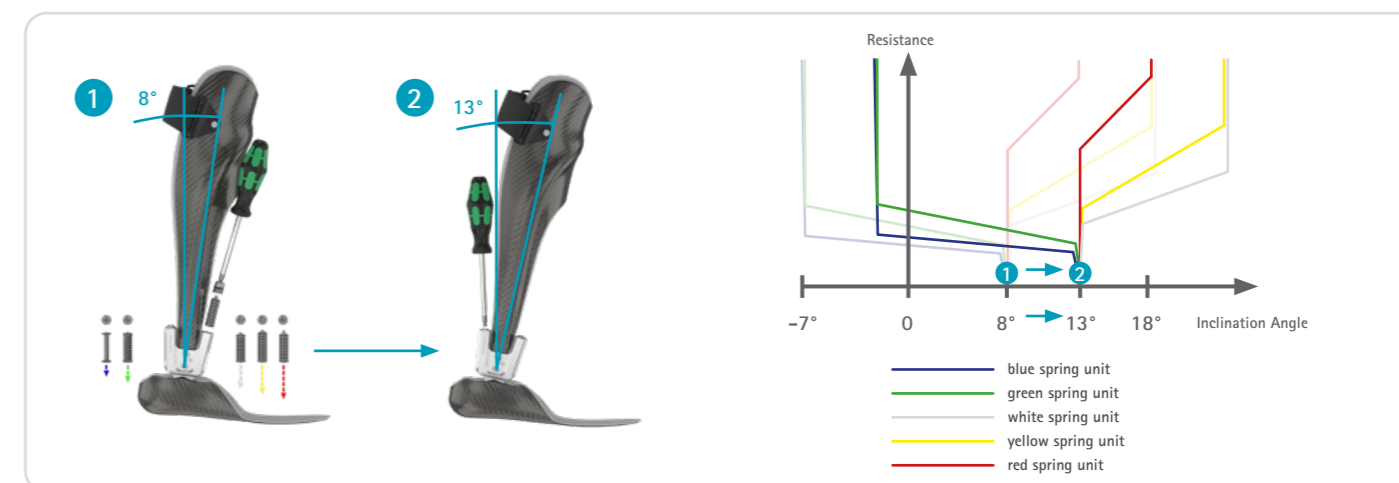 1
8°
2
13°
Resistance
1
2
-7°
0
8°
13°
18°
Inclination Angle
blue spring unit
green spring unit
white spring unit
yellow spring unit
red spring unit